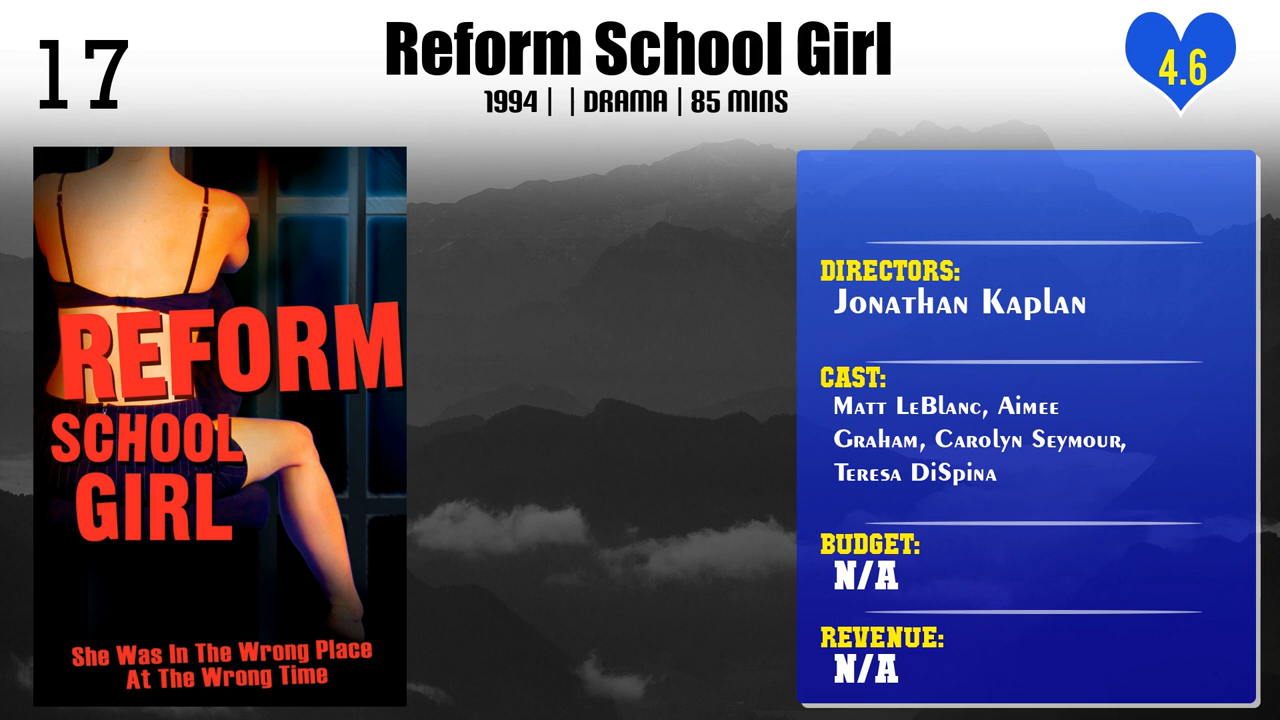 17
Reform School Girl
1994 | | DRAMA | 85 MINS
4.6
REFORM
SCHOOL
GIRL
She Was In The Wrong Place
At The Wrong Time
DIRECTORS:
Jonathan Kaplan
CAST:
Matt LeBlanc, Aimee
Graham, Carolyn Seymour,
Teresa DiSpina
BUDGET:
N/A
REVENUE:
N/A